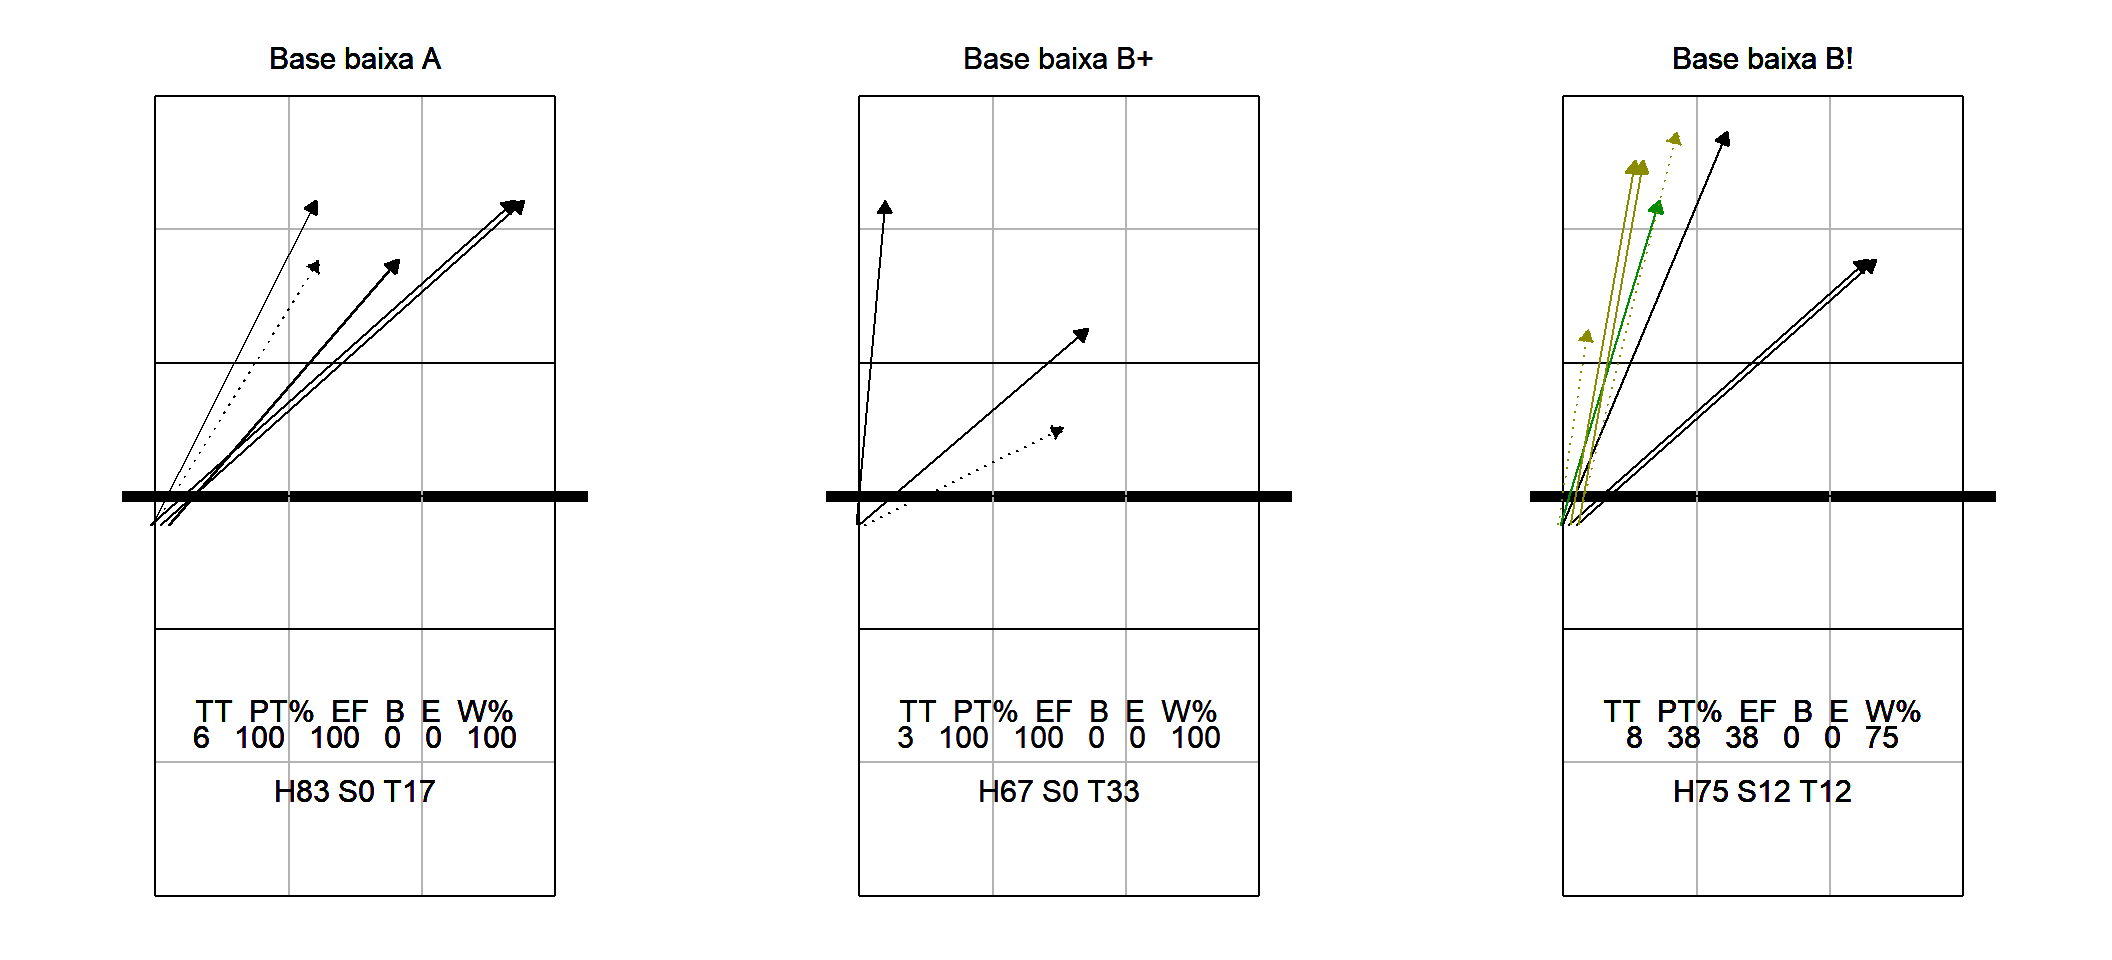 Base baixa A
Base baixa B+
Base baixa B!
TT PT% EF B E W%
6 100 100 0 0 100
H83 S0 T17
TT PT% EF B E W%
3 100 100 0 0 100
H67 S0 T33
TT PT% EF B E W%
8 38 38 0 0 75
H75 S12 T12